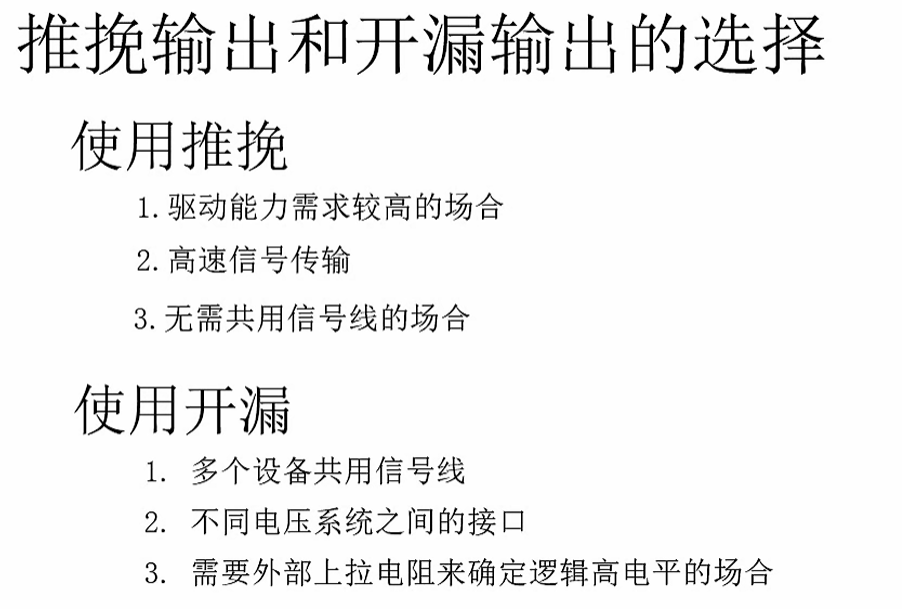 推挽输出和开漏输出的选择
使用推挽
1.驱动能力需求较高的场合
2.高速信号传输
3.无需共用信号线的场合
使用开漏
1. 多个设备共用信号线
2. 不同电压系统之间的接口
3. 需要外部上拉电阻来确定逻辑高电平的场合